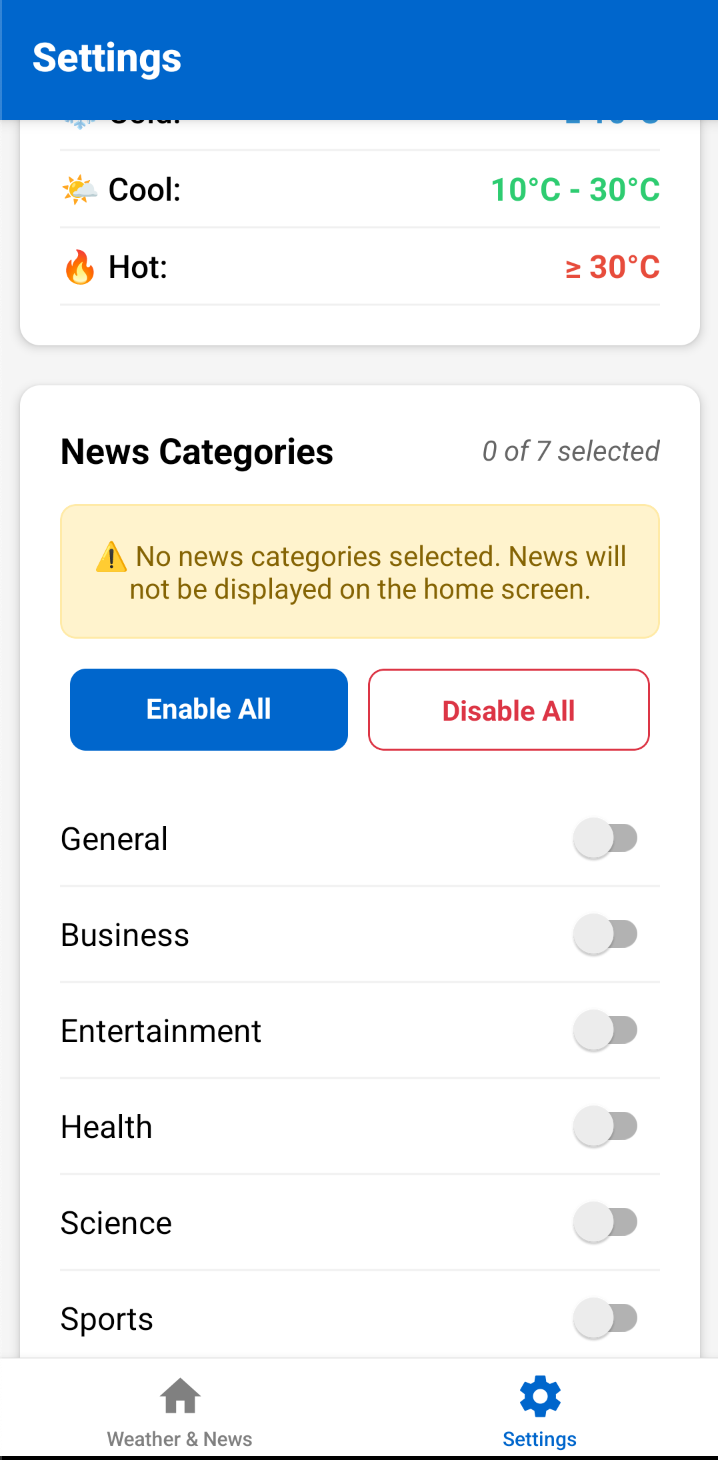 Settings
Cool:
10°C - 30°C
Hot:
≥ 30°C
News Categories
0 of 7 selected
⚠️ No news categories selected. News will
not be displayed on the home screen.
Enable All
Disable All
General
Business
Entertainment
Health
Science
Sports
Weather & News
Settings